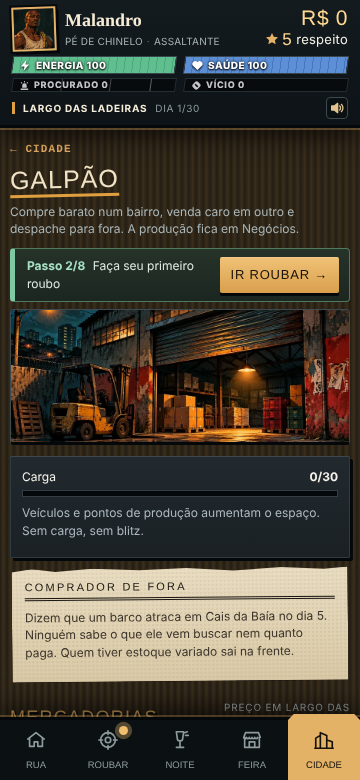 Malandro
PÉ DE CHINELO · ASSALTANTE
R$ 0
5 respeito
ENERGIA 100
SAÚDE 100
PROCURADO 0
VÍCIO 0
LARGO DAS LADEIRAS DIA 1/30
← CIDADE
GALPÃO
Compre barato num bairro, venda caro em outro e
despache para fora. A produção fica em Negócios.
Passo 2/8 Faça seu primeiro
roubo
IR ROUBAR →
Carga 0/30
Veículos e pontos de produção aumentam o espaço.
Sem carga, sem blitz.
COMPRADOR DE FORA
Dizem que um barco atraca em Cais da Baía no dia 5.
Ninguém sabe o que ele vem buscar nem quanto
paga. Quem tiver estoque variado sai na frente.
MERCADORIAS
PREÇO EM LARGO DAS
RUA
ROUBAR
NOITE
FEIRA
CIDADE